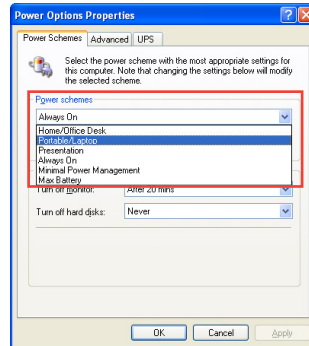 Power Options Properties
Power Schemes Advanced UPS
Select the power scheme with the most appropriate settings for
this computer. Note that changing the settings below will modify
the selected scheme.
Power schemes
Always On
Home/Office Desk
Portable/Laptop
Presentation
Always On
Minimal Power Management
Max Battery
Turn off monitor: After 20 mins
Turn off hard disks: Never
OK Cancel Apply